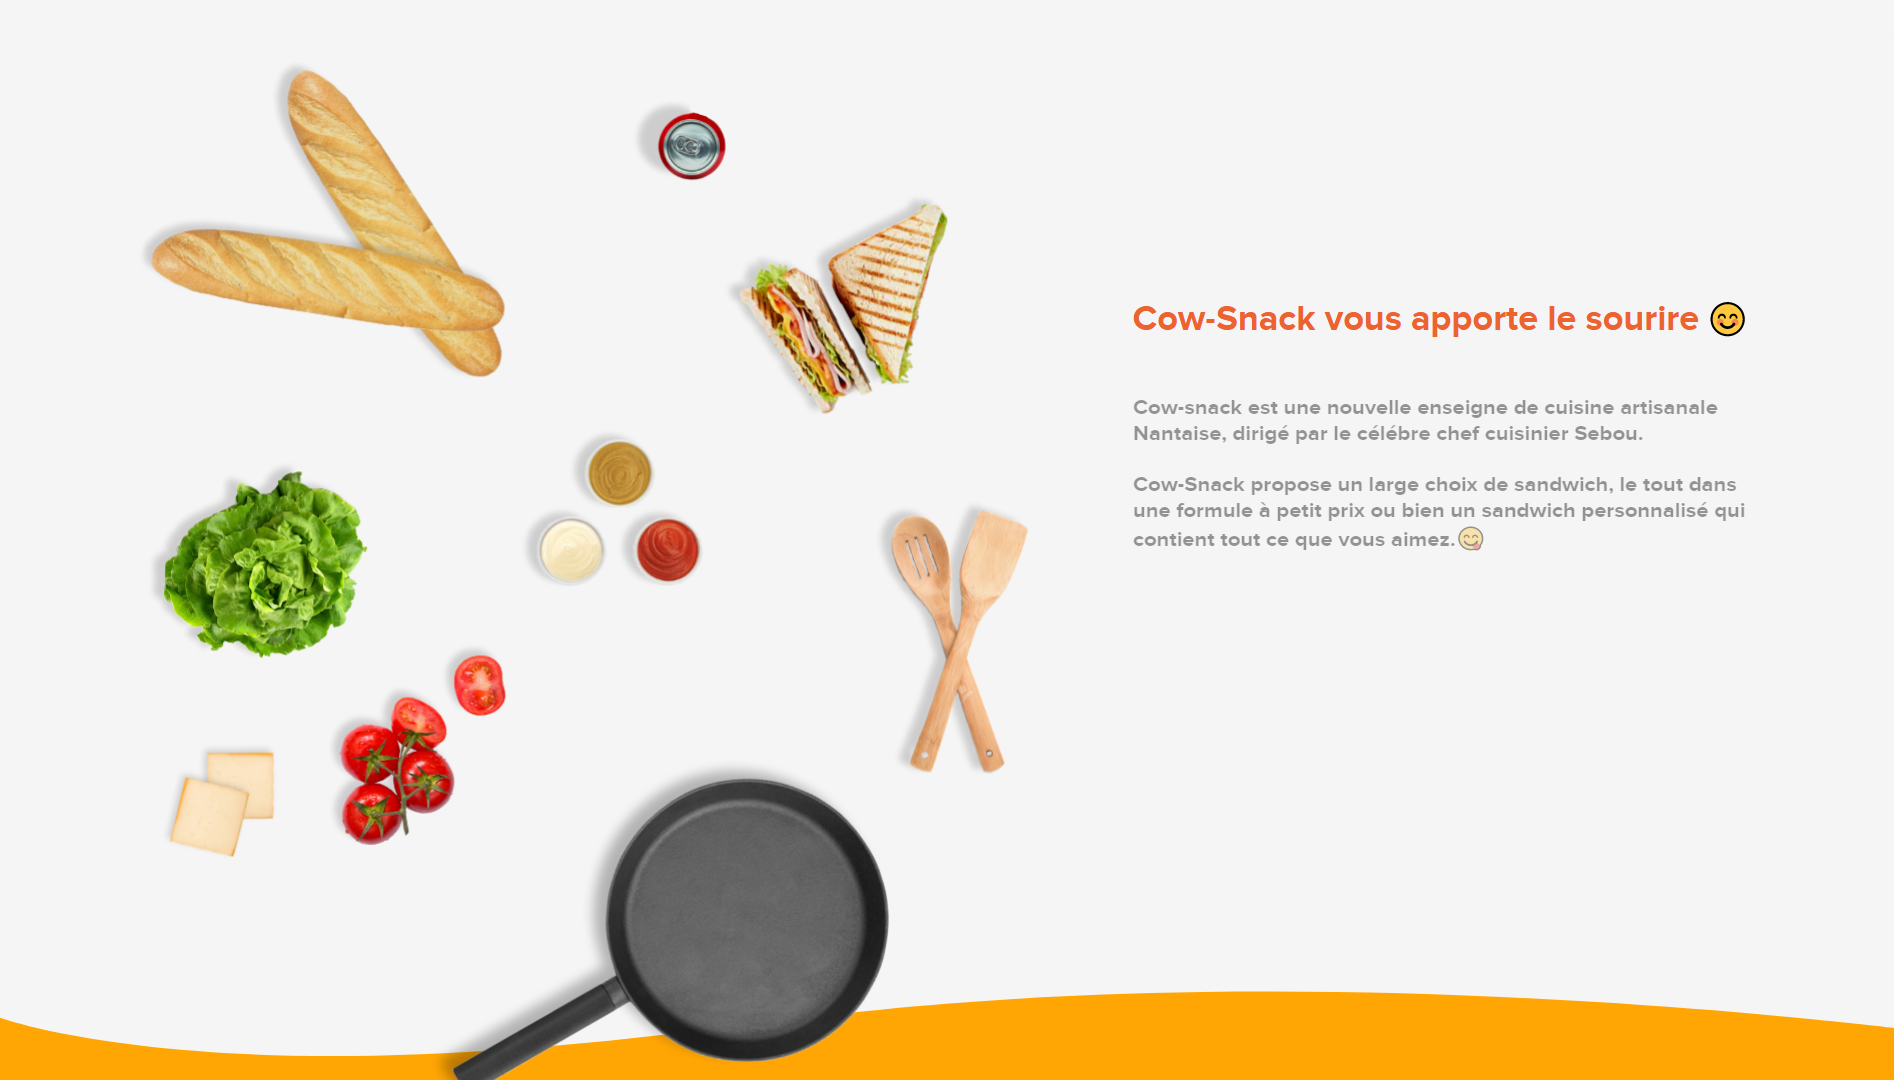 Cow-Snack vous apporte le sourire 😊
Cow-snack est une nouvelle enseigne de cuisine artisanale
Nantaise, dirigé par le célébre chef cuisinier Sebou.
Cow-Snack propose un large choix de sandwich, le tout dans
une formule à petit prix ou bien un sandwich personnalisé qui
contient tout ce que vous aimez.😋